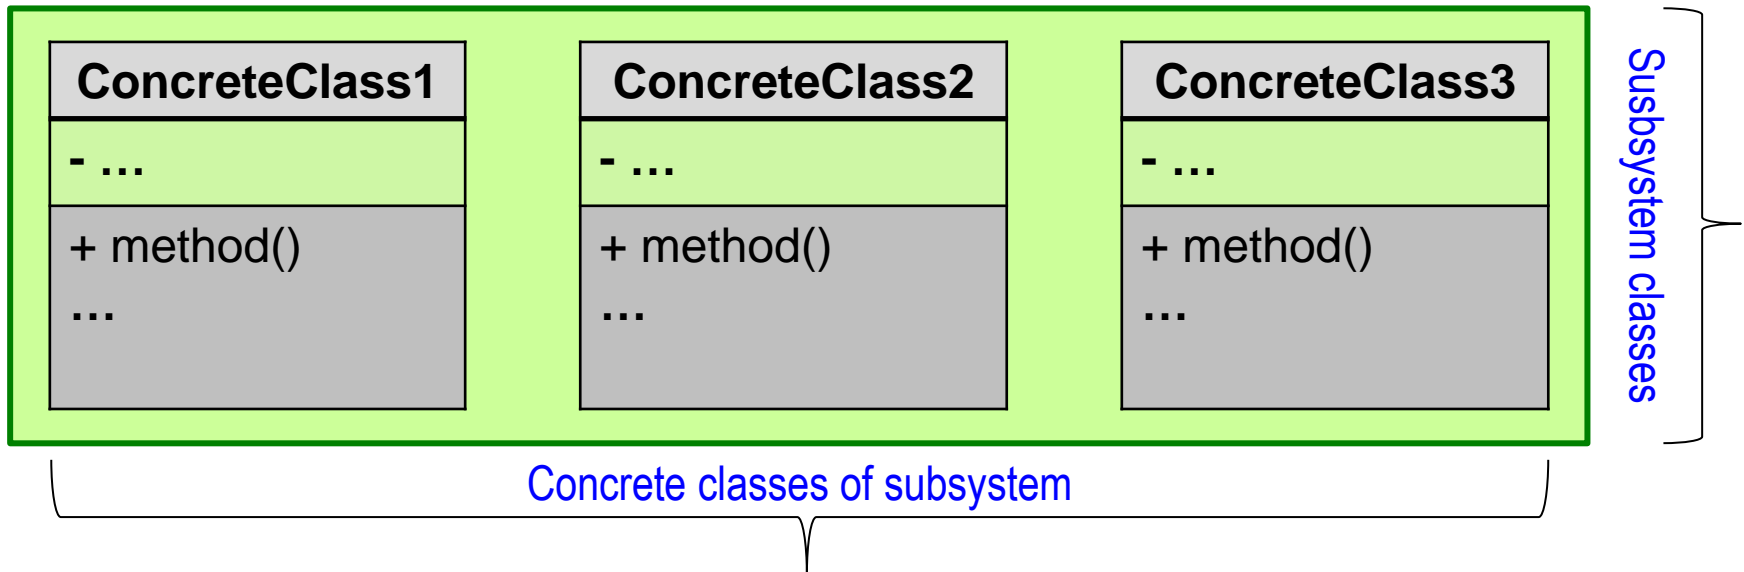 ConcreteClass1
- …
+ method()
…
ConcreteClass2
- …
+ method()
…
ConcreteClass3
- …
+ method()
…
Susbsystem classes
Concrete classes of subsystem